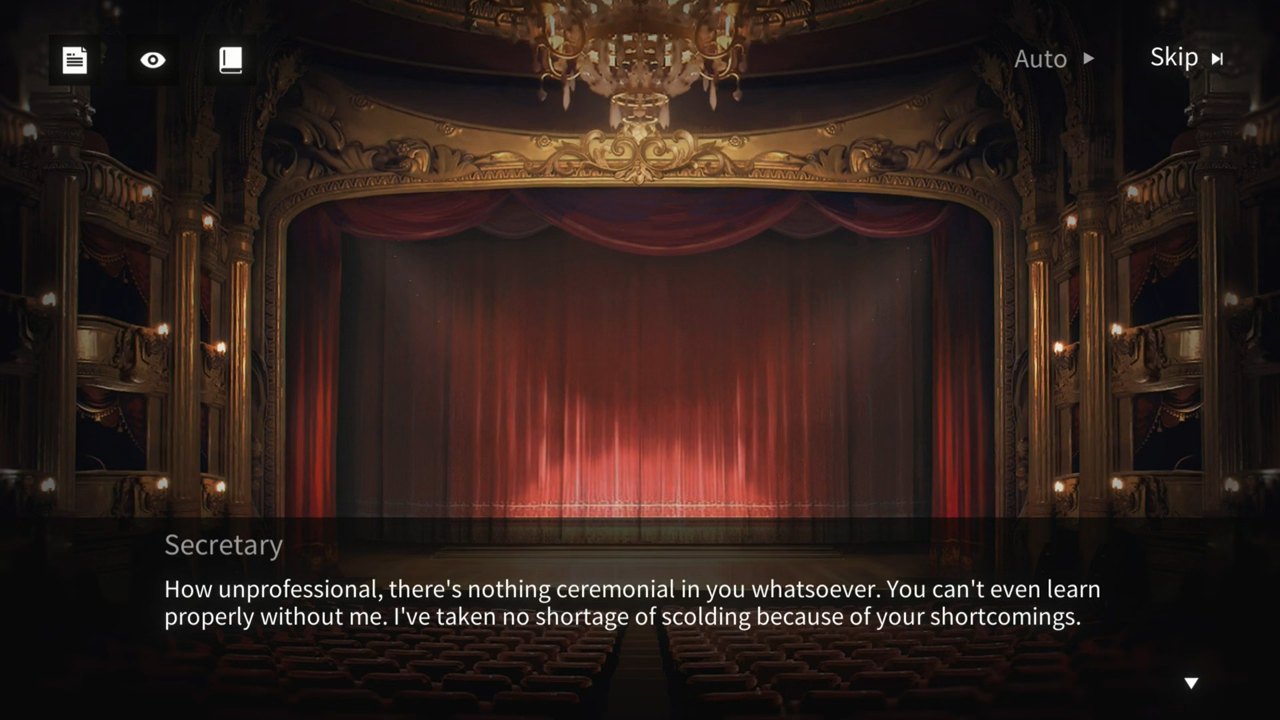 Auto
Skip
Secretary
How unprofessional, there's nothing ceremonial in you whatsoever. You can't even learn
properly without me. I've taken no shortage of scolding because of your shortcomings.